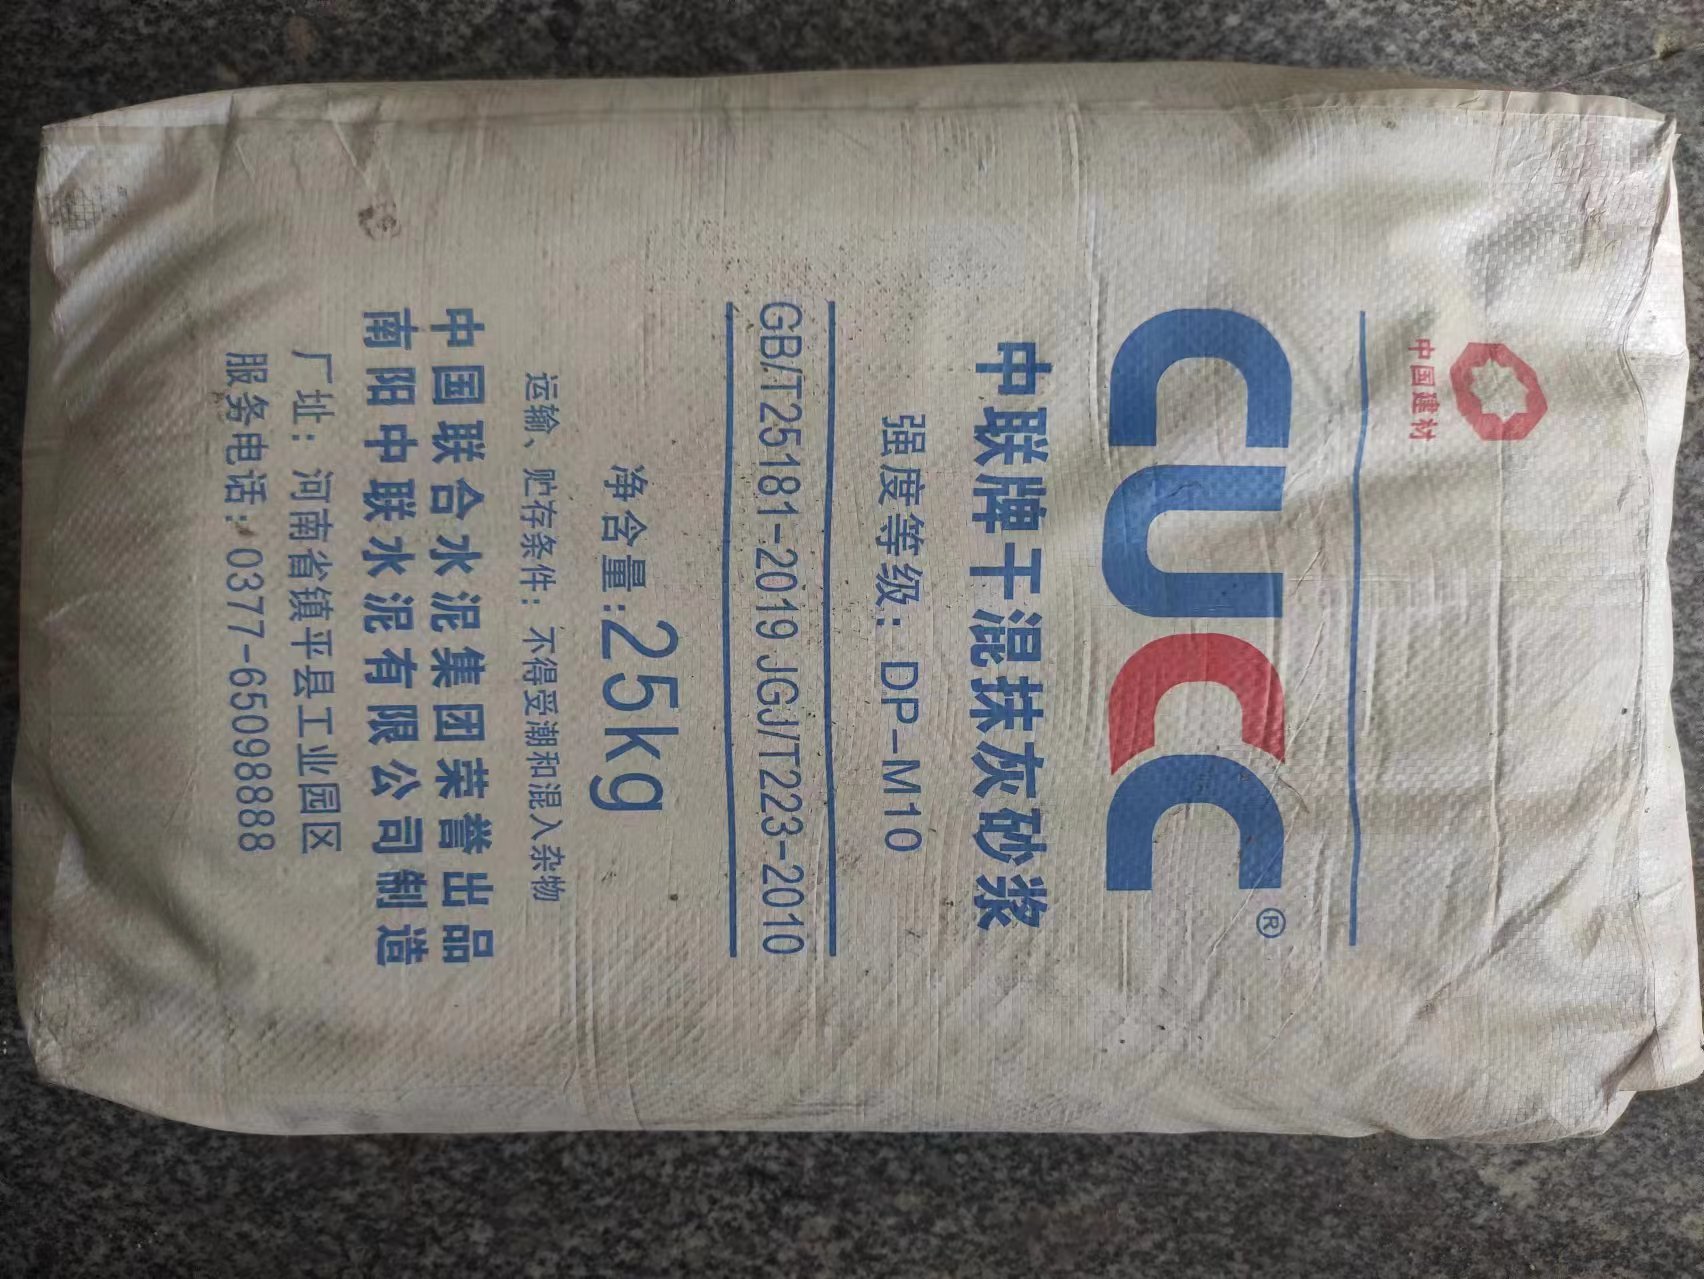 中国建材
CUCC®
中联牌干混抹灰砂浆
强度等级：DP-M10
GB/T25181-2019 JGJ/T223-2010
净含量:25kg
运输、贮存条件：不得受潮和混入杂物
中国联合水泥集团荣誉出品
南阳中联水泥有限公司制造
厂址：河南省镇平县工业园区
服务电话：0377-65098888